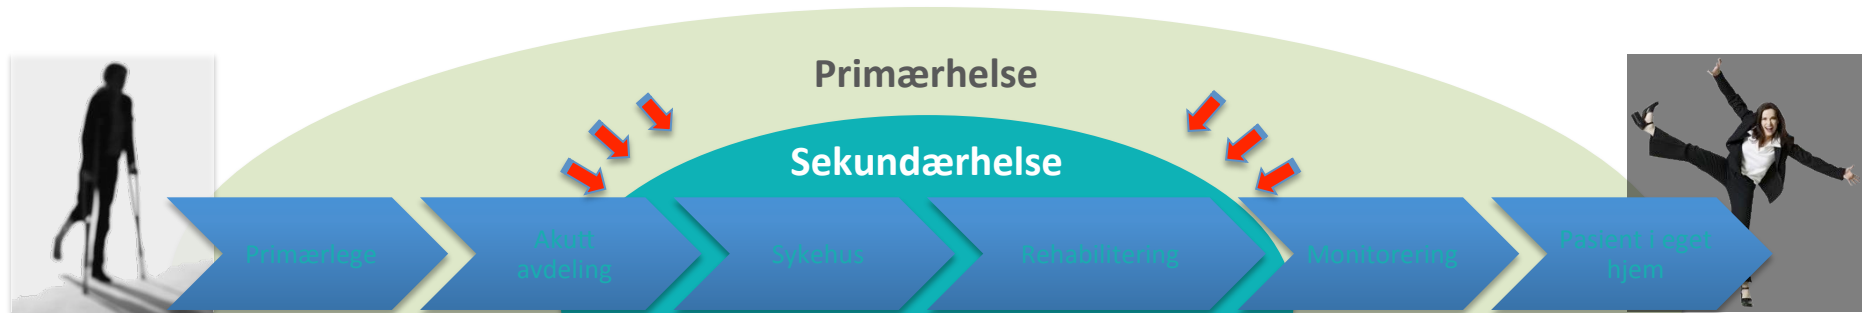 Primærhelse
Sekundærhelse
Primærlege
Akutt
avdeling
Sykehus
Rehabilitering
Monitorering
Pasient i eget
hjem